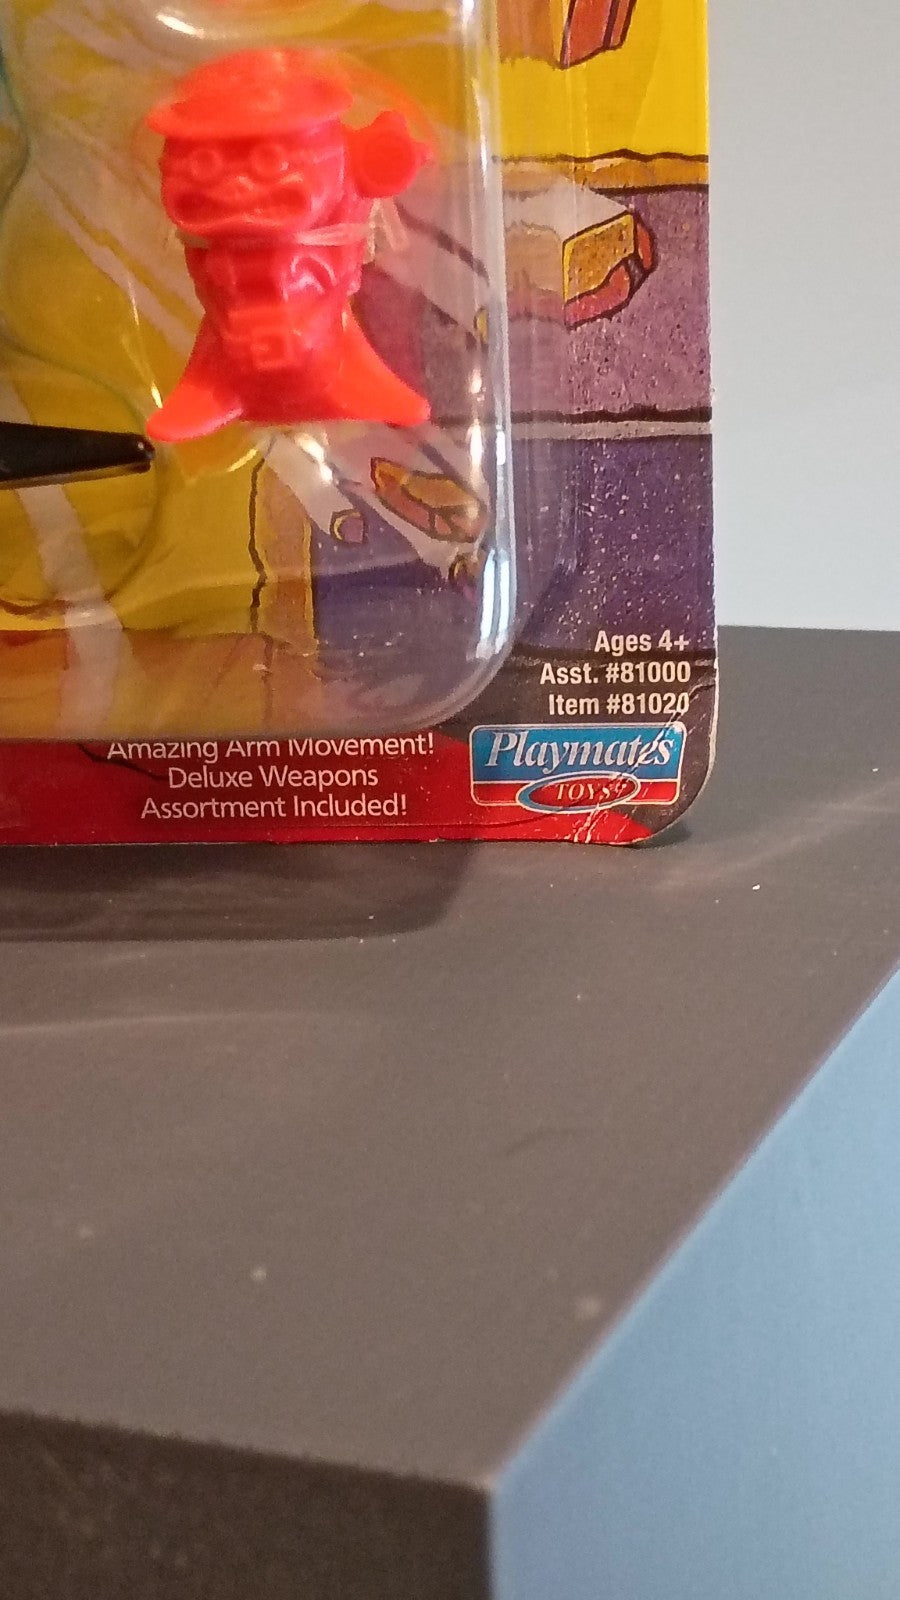 Ages 4+
Asst. #81000
Item #81020
Amazing Arm Movement!
Deluxe Weapons
Assortment Included!
Playmates
TOYS